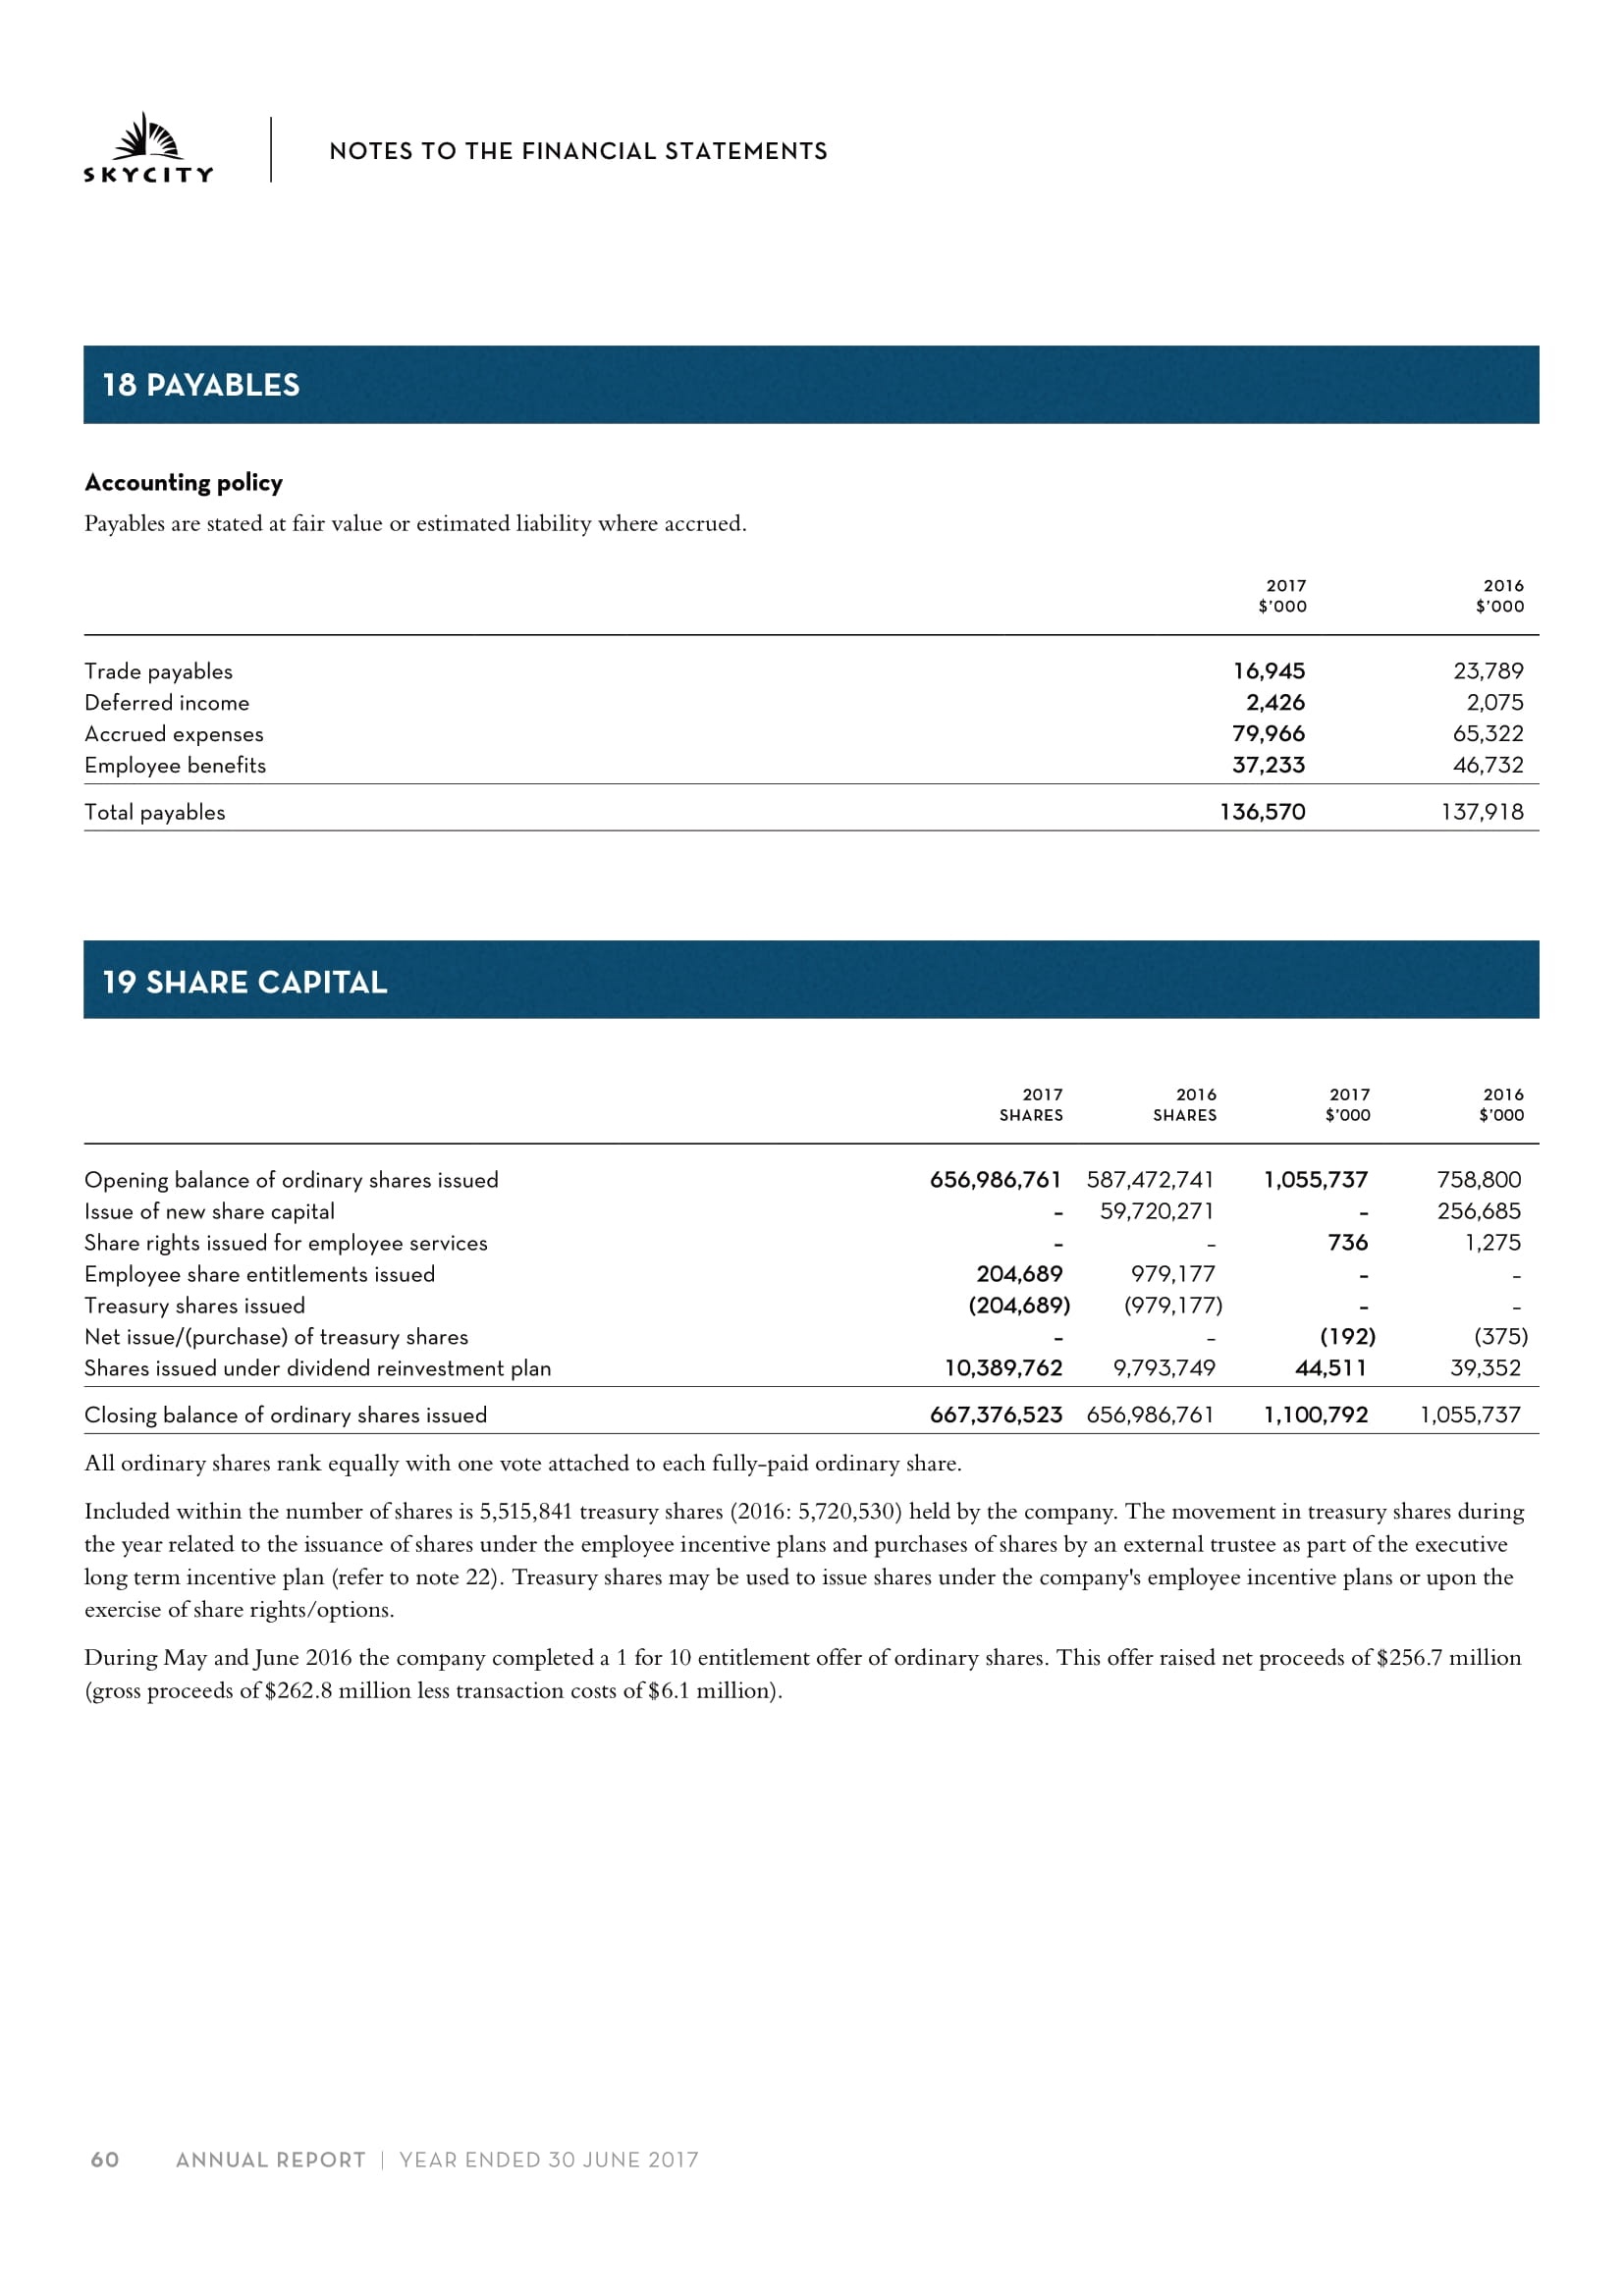 SKYCITY
NOTES TO THE FINANCIAL STATEMENTS
18 PAYABLES
Accounting policy
Payables are stated at fair value or estimated liability where accrued.
2017 2016
$'000 $'000
Trade payables 16,945 23,789
Deferred income 2,426 2,075
Accrued expenses 79,966 65,322
Employee benefits 37,233 46,732
Total payables 136,570 137,918
19 SHARE CAPITAL
2017 2016 2017 2016
SHARES SHARES $'000 $'000
Opening balance of ordinary shares issued 656,986,761 587,472,741 1,055,737 758,800
Issue of new share capital - 59,720,271 - 256,685
Share rights issued for employee services - - 736 1,275
Employee share entitlements issued 204,689 979,177 - -
Treasury shares issued (204,689) (979,177) - -
Net issue/(purchase) of treasury shares - - (192) (375)
Shares issued under dividend reinvestment plan 10,389,762 9,793,749 44,511 39,352
Closing balance of ordinary shares issued 667,376,523 656,986,761 1,100,792 1,055,737
All ordinary shares rank equally with one vote attached to each fully-paid ordinary share.
Included within the number of shares is 5,515,841 treasury shares (2016: 5,720,530) held by the company. The movement in treasury shares during
the year related to the issuance of shares under the employee incentive plans and purchases of shares by an external trustee as part of the executive
long term incentive plan (refer to note 22). Treasury shares may be used to issue shares under the company's employee incentive plans or upon the
exercise of share rights/options.
During May and June 2016 the company completed a 1 for 10 entitlement offer of ordinary shares. This offer raised net proceeds of $256.7 million
(gross proceeds of $262.8 million less transaction costs of $6.1 million).
60 ANNUAL REPORT | YEAR ENDED 30 JUNE 2017